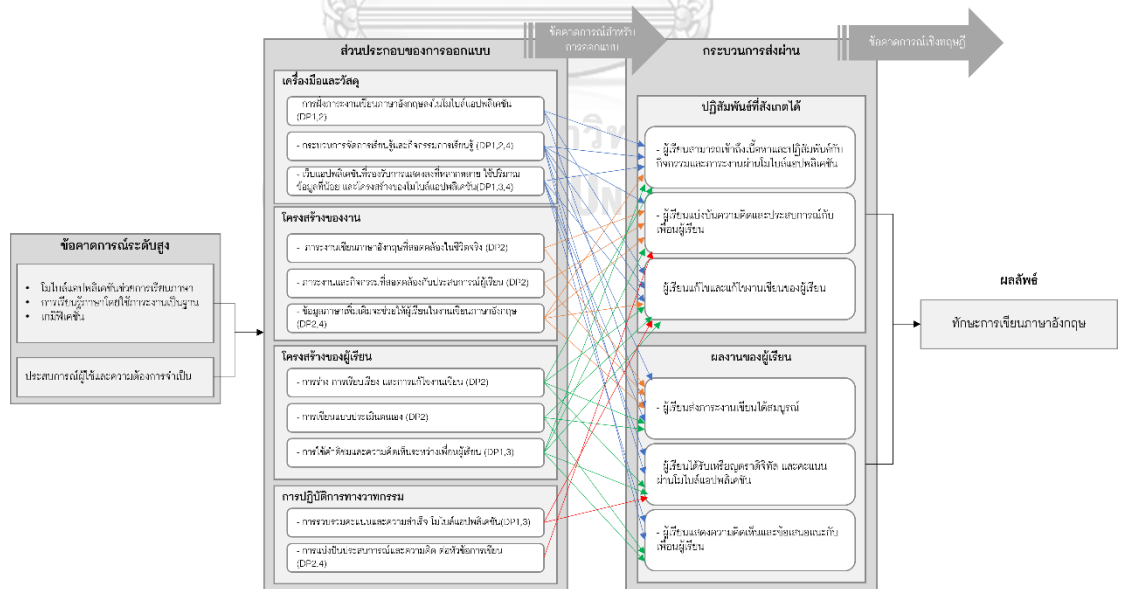 ข้อคาดการณ์สำหรับ
การออกแบบ
ข้อคาดการณ์เชิงทฤษฎี
ข้อคาดการณ์ระดับสูง
• โมไบล์แอปพลิเคชันช่วยการเรียนภาษา
• การเรียนรู้ภาษาโดยใช้ภาระงานเป็นฐาน
• เกมิฟิเคชัน
ประสบการณ์ผู้ใช้และความต้องการจำเป็น
ส่วนประกอบของการออกแบบ
เครื่องมือและวัสดุ
- การฝังภาระงานเขียนภาษาอังกฤษลงในโมไบล์แอปพลิเคชัน
(DP1,2)
- กระบวนการจัดการเรียนรู้และกิจกรรมการเรียนรู้ (DP1,2,4)
- เว็บแอปพลิเคชันที่รองรับการแสดงผลที่หลากหลาย ใช้ปริมาณ
ข้อมูลที่น้อย และโครงสร้างของโมไบล์แอปพลิเคชัน(DP1,3,4)
โครงสร้างของงาน
- ภาระงานเขียนภาษาอังกฤษที่สอดคล้องในชีวิตจริง (DP2)
- ภาระงานและกิจกรรมที่สอดคล้องกับประสบการณ์ผู้เรียน (DP2)
- ข้อมูลภาษาเพิ่มเติมจะช่วยให้ผู้เรียนในงานเขียนภาษาอังกฤษ
(DP2,4)
โครงสร้างของผู้เรียน
- การร่าง การเรียบเรียง และการแก้ไขงานเขียน (DP2)
- การเขียนแบบประเมินตนเอง (DP2)
- การใช้คำติชมและความคิดเห็นระหว่างเพื่อนผู้เรียน (DP1,3)
การปฏิบัติการทางวาทกรรม
- การรวบรวมคะแนนและความสำเร็จ โมไบล์แอปพลิเคชัน(DP1,3)
- การแบ่งปันประสบการณ์และความคิด ต่อหัวข้อการเขียน
(DP2,4)
กระบวนการส่งผ่าน
ปฏิสัมพันธ์ที่สังเกตได้
- ผู้เรียนสามารถเข้าถึงเนื้อหาและปฏิสัมพันธ์กับ
กิจกรรมและภาระงานผ่านโมไบล์แอปพลิเคชัน
- ผู้เรียนแบ่งปันความคิดและประสบการณ์กับ
เพื่อนผู้เรียน
ผู้เรียนแก้ไขและแก้ไขงานเขียนของผู้เรียน
ผลงานของผู้เรียน
- ผู้เรียนส่งภาระงานเขียนได้สมบูรณ์
ผู้เรียนได้รับเหรียญตราดิจิทัล และคะแนน
ผ่านโมไบล์แอปพลิเคชัน
- ผู้เรียนแสดงความคิดเห็นและข้อเสนอแนะกับ
เพื่อนผู้เรียน
ผลลัพธ์
ทักษะการเขียนภาษาอังกฤษ